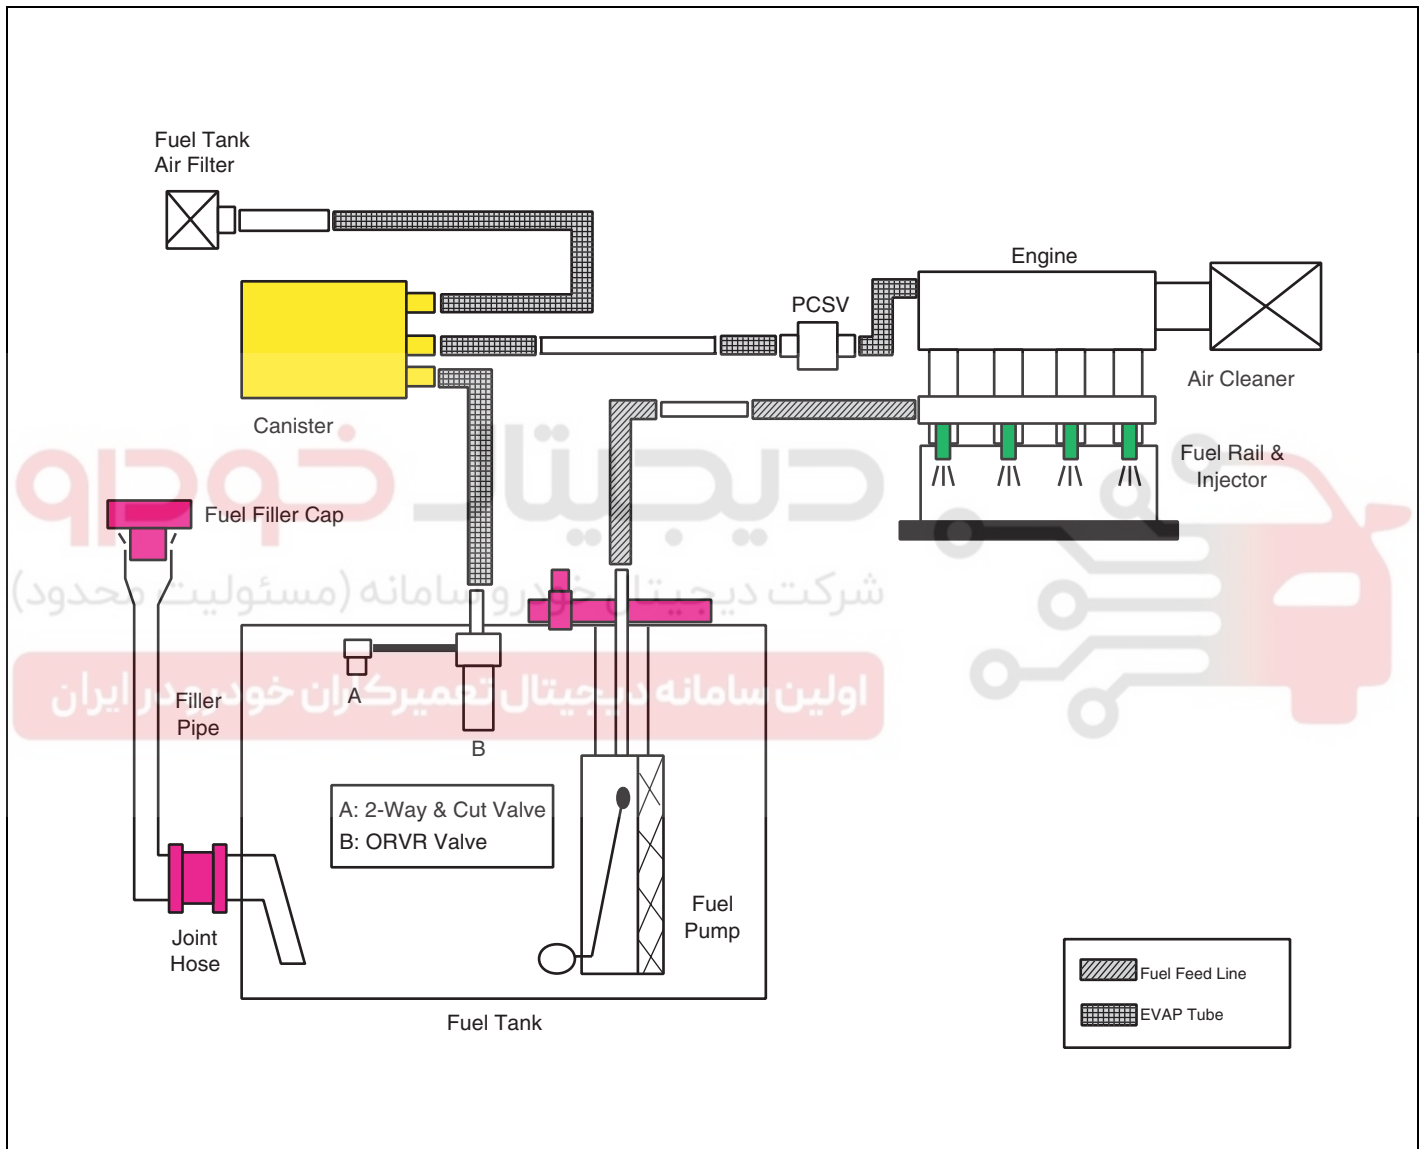 Fuel Tank
Air Filter
Engine
PCSV
Air Cleaner
Canister
Fuel Rail &
Injector
Fuel Filler Cap
دیجیتال خودرو
شرکت دیجیتال خودرو سامانه (مسئولیت محدود)
اولین سامانه دیجیتال تعمیرکاران خودرو در ایران
Filler
Pipe
A
B
A: 2-Way & Cut Valve
B: ORVR Valve
Fuel
Pump
Joint
Hose
Fuel Tank
Fuel Feed Line
EVAP Tube